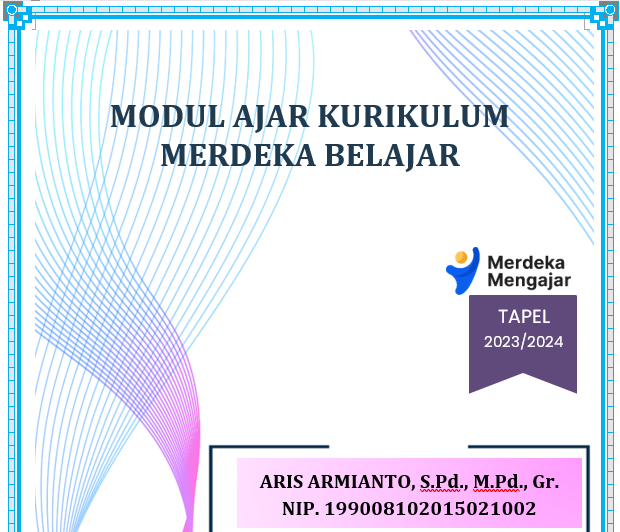 MODUL AJAR KURIKULUM
MERDEKA BELAJAR
Merdeka
Mengajar
TAPEL
2023/2024
ARIS ARMIANTO, S.Pd., M.Pd., Gr.
NIP. 199008102015021002